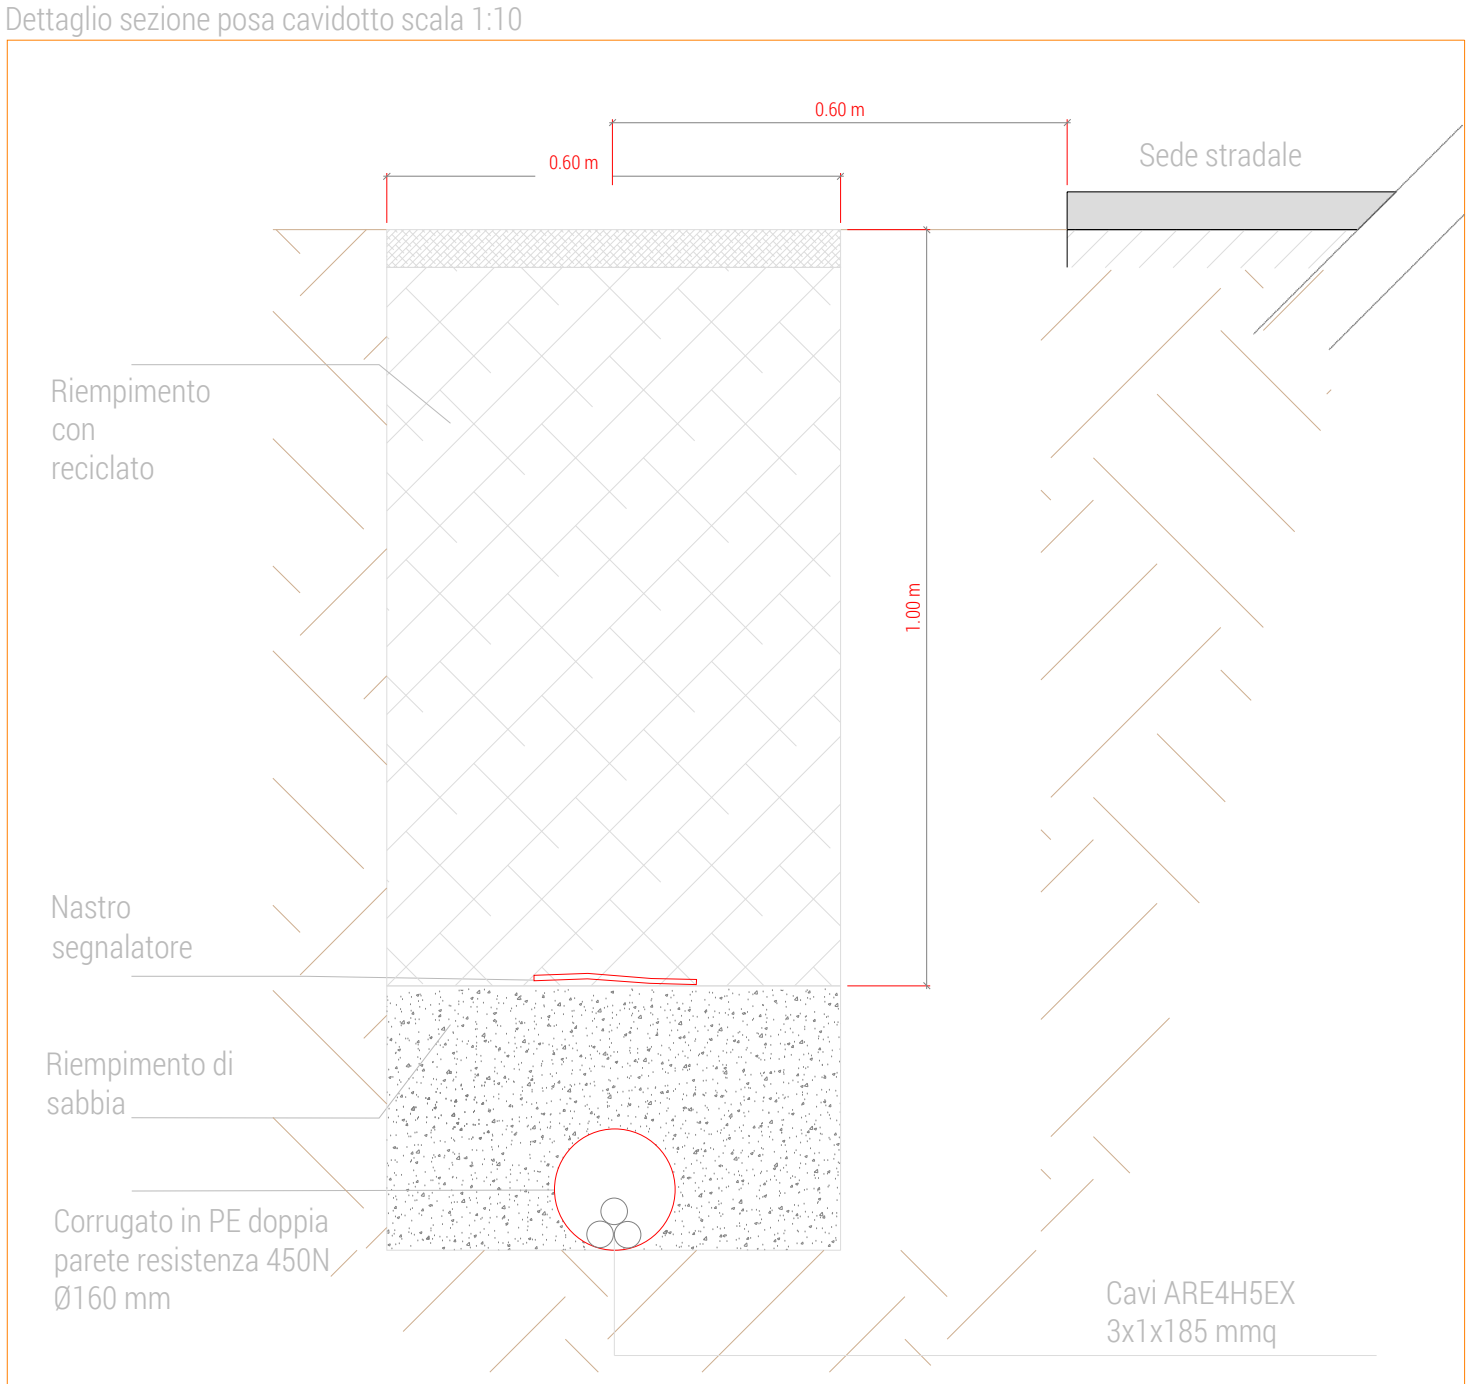 Dettaglio sezione posa cavidotto scala 1:10
0.60 m
0.60 m
Sede stradale
Riempimento
con
reciclato
1.00 m
Nastro
segnalatore
Riempimento di
sabbia
Corrugato in PE doppia
parete resistenza 450N
Ø160 mm
Cavi ARE4H5EX
3x1x185 mmq